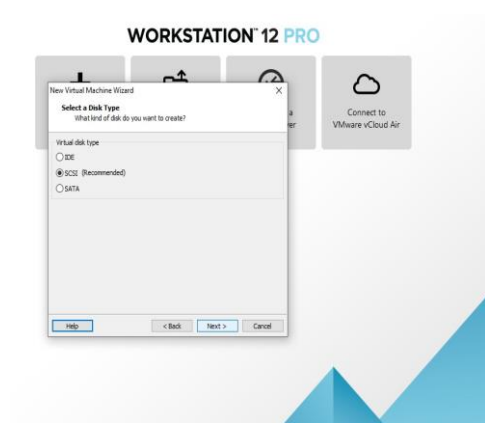 WORKSTATION™ 12 PRO
New Virtual Machine Wizard
Select a Disk Type
What kind of disk do you want to create?
Virtual disk type
IDE
SCSI (Recommended)
SATA
Help
< Back
Next >
Cancel
a
er
Connect to
VMware vCloud Air